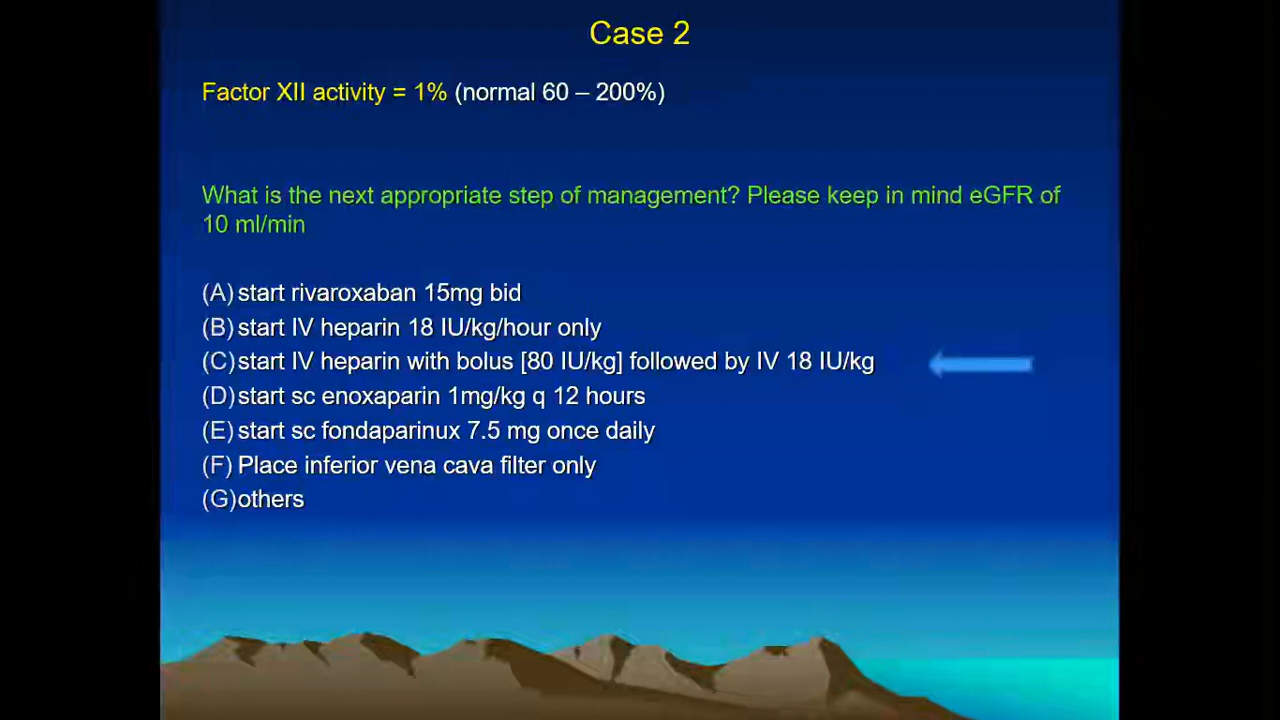 Case 2
Factor XII activity = 1% (normal 60 – 200%)
What is the next appropriate step of management? Please keep in mind eGFR of
10 ml/min
(A) start rivaroxaban 15mg bid
(B) start IV heparin 18 IU/kg/hour only
(C) start IV heparin with bolus [80 IU/kg] followed by IV 18 IU/kg
(D) start sc enoxaparin 1mg/kg q 12 hours
(E) start sc fondaparinux 7.5 mg once daily
(F) Place inferior vena cava filter only
(G) others